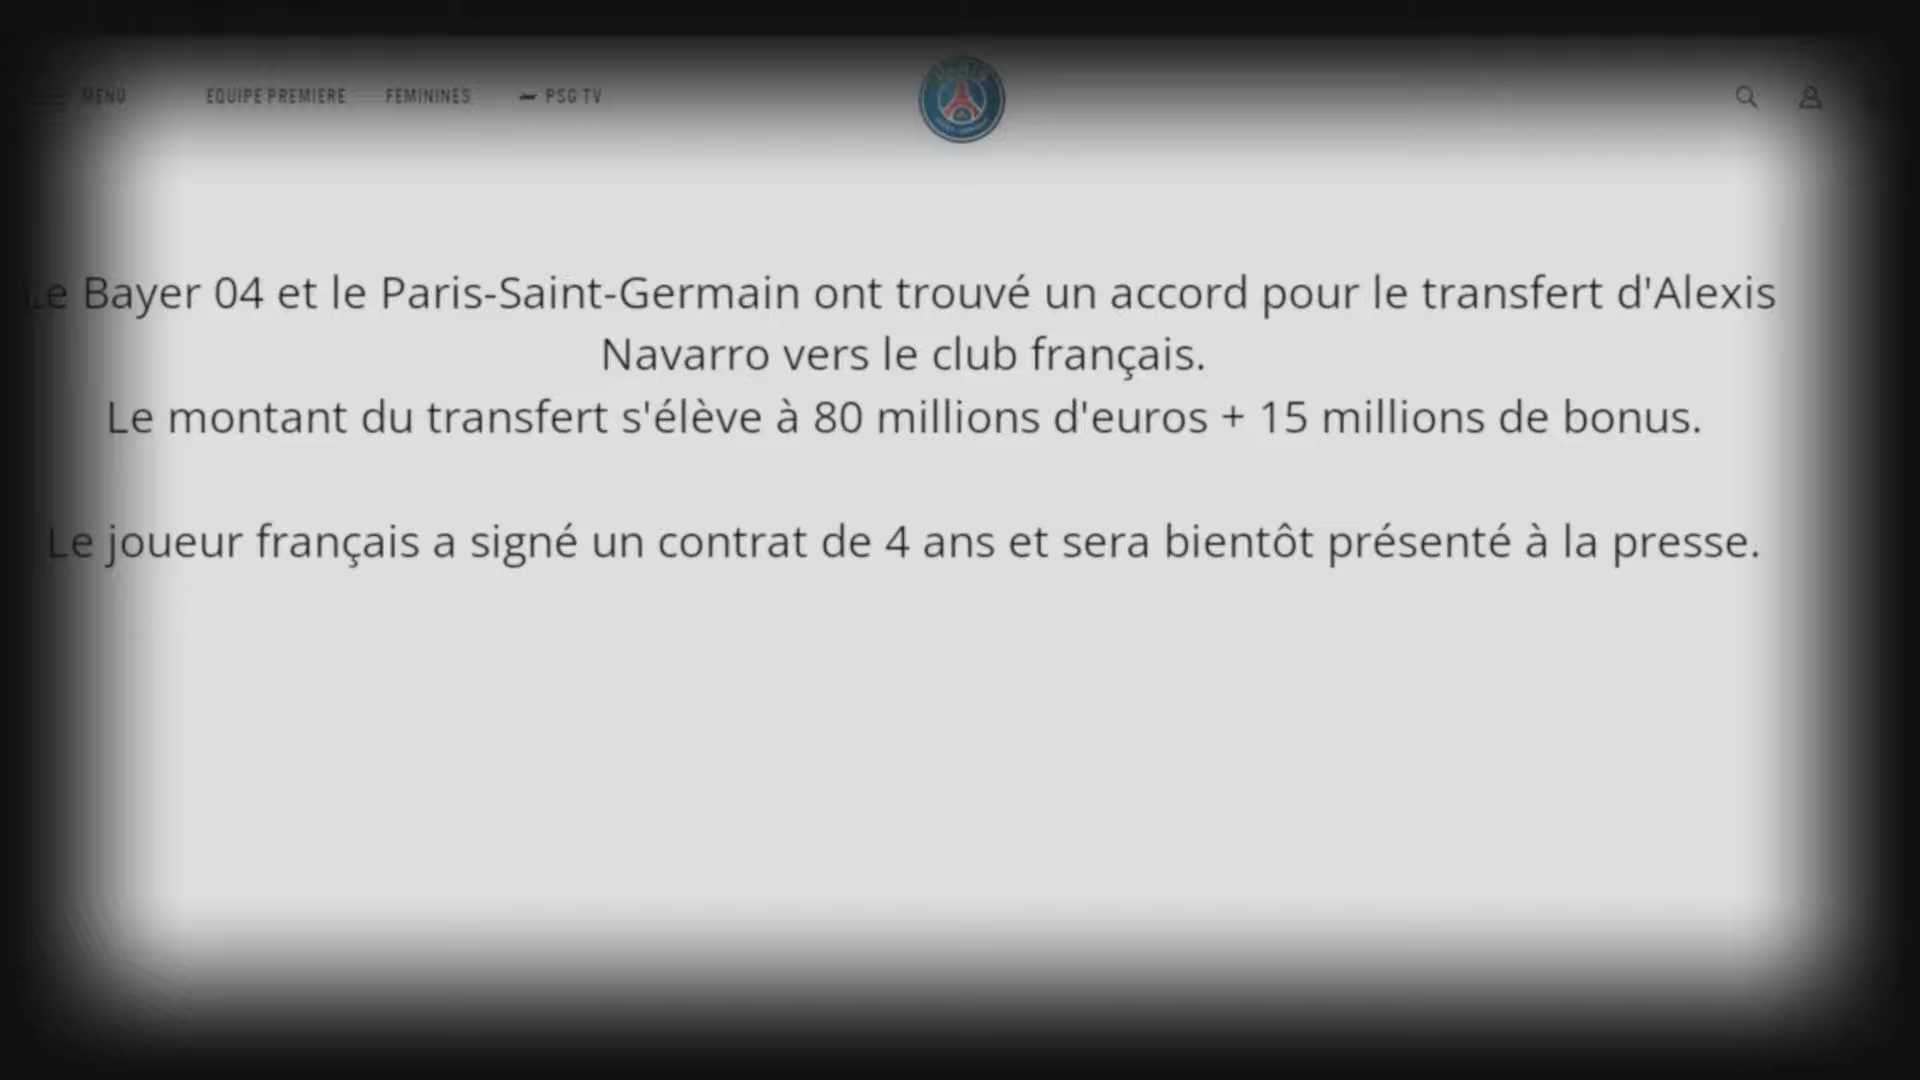 MENU
EQUIPE PREMIERE
FEMININES
PSG TV
Le Bayer 04 et le Paris-Saint-Germain ont trouvé un accord pour le transfert d'Alexis
Navarro vers le club français.
Le montant du transfert s'élève à 80 millions d'euros + 15 millions de bonus.
Le joueur français a signé un contrat de 4 ans et sera bientôt présenté à la presse.